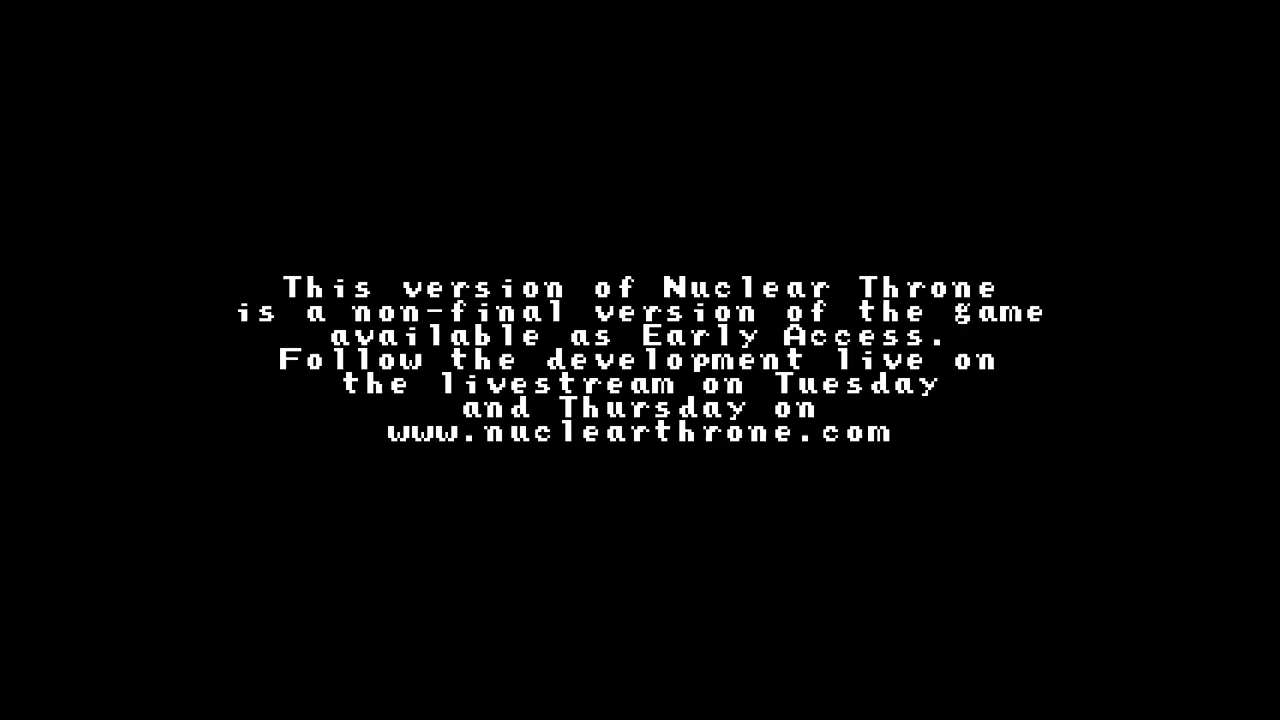 This version of Nuclear Throne
is a non-final version of the game
available as Early Access.
Follow the development live on
the livestream on Tuesday
and Thursday on
www.nuclearthrone.com